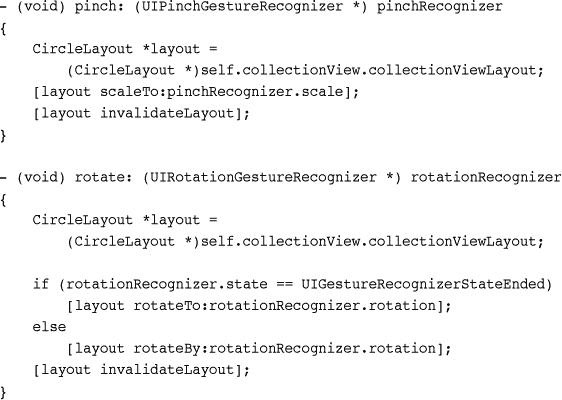 - (void) pinch: (UIPinchGestureRecognizer *) pinchRecognizer
{
    CircleLayout *layout =
        (CircleLayout *)self.collectionView.collectionViewLayout;
    [layout scaleTo:pinchRecognizer.scale];
    [layout invalidateLayout];
}

- (void) rotate: (UIRotationGestureRecognizer *) rotationRecognizer
{
    CircleLayout *layout =
        (CircleLayout *)self.collectionView.collectionViewLayout;

    if (rotationRecognizer.state == UIGestureRecognizerStateEnded)
        [layout rotateTo:rotationRecognizer.rotation];
    else
        [layout rotateBy:rotationRecognizer.rotation];
    [layout invalidateLayout];
}